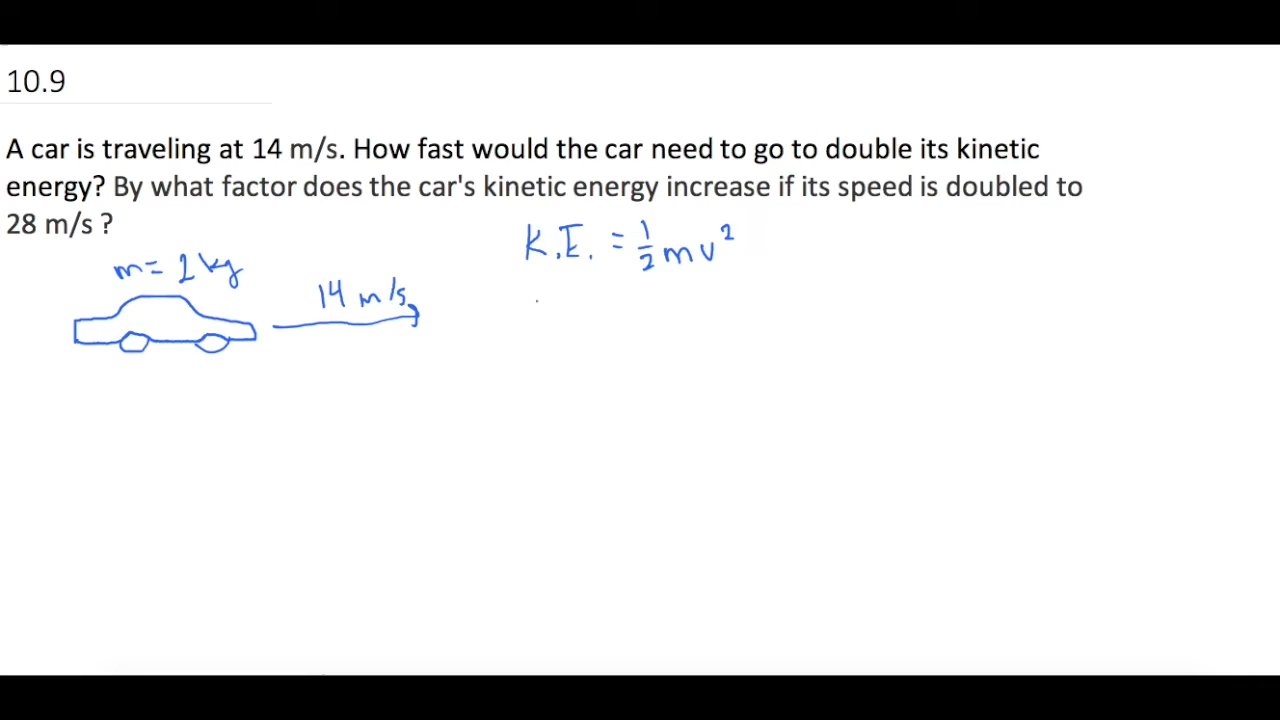 10.9
A car is traveling at 14 m/s. How fast would the car need to go to double its kinetic
energy? By what factor does the car's kinetic energy increase if its speed is doubled to
28 m/s ?
K.E. = 1/2 m v²
m = 1 kg
14 m/s